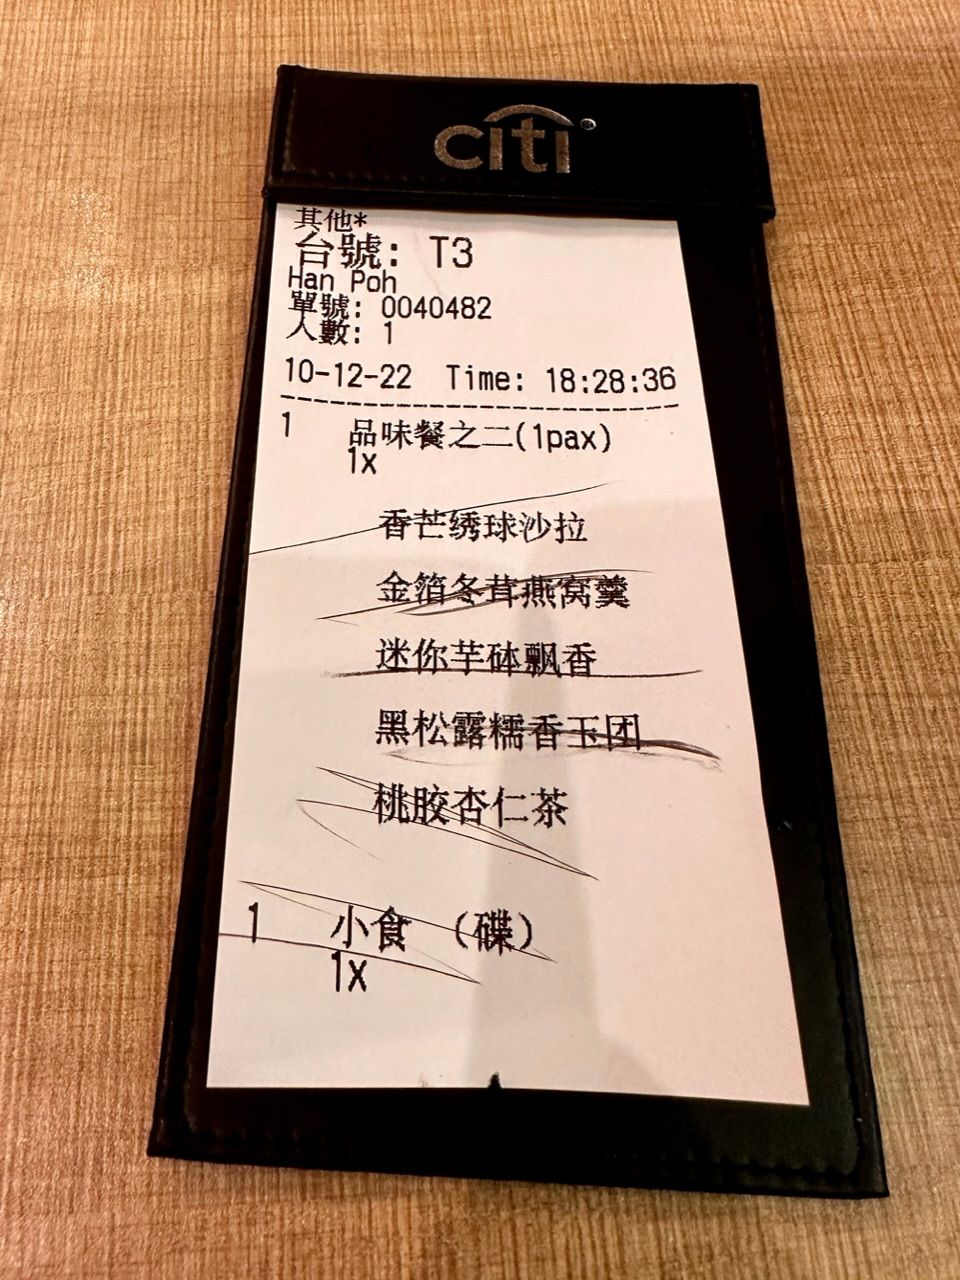 citi®
其他*
台號: T3
Han Poh
單號: 0040482
人數: 1
10-12-22 Time: 18:28:36
1 品味餐之二(1pax)
1x
香芒绣球沙拉
金箔冬茸燕窝羹
迷你芋砵飘香
黑松露糯香玉团
桃胶杏仁茶
1 小食 (碟)
1x